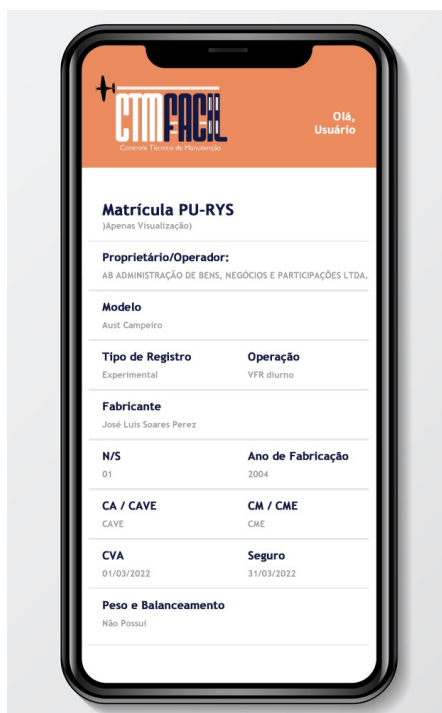 CTMFACIL
Controle Técnico de Manutenção
Olá,
Usuário
Matrícula PU-RYS
)Apenas Visualização)
Proprietário/Operador:
AB ADMINISTRAÇÃO DE BENS, NEGÓCIOS E PARTICIPAÇÕES LTDA.
Modelo
Aust Campeiro
Tipo de Registro Operação
Experimental VFR diurno
Fabricante
José Luis Soares Perez
N/S Ano de Fabricação
01 2004
CA / CAVE CM / CME
CAVE CME
CVA Seguro
01/03/2022 31/03/2022
Peso e Balanceamento
Não Possui